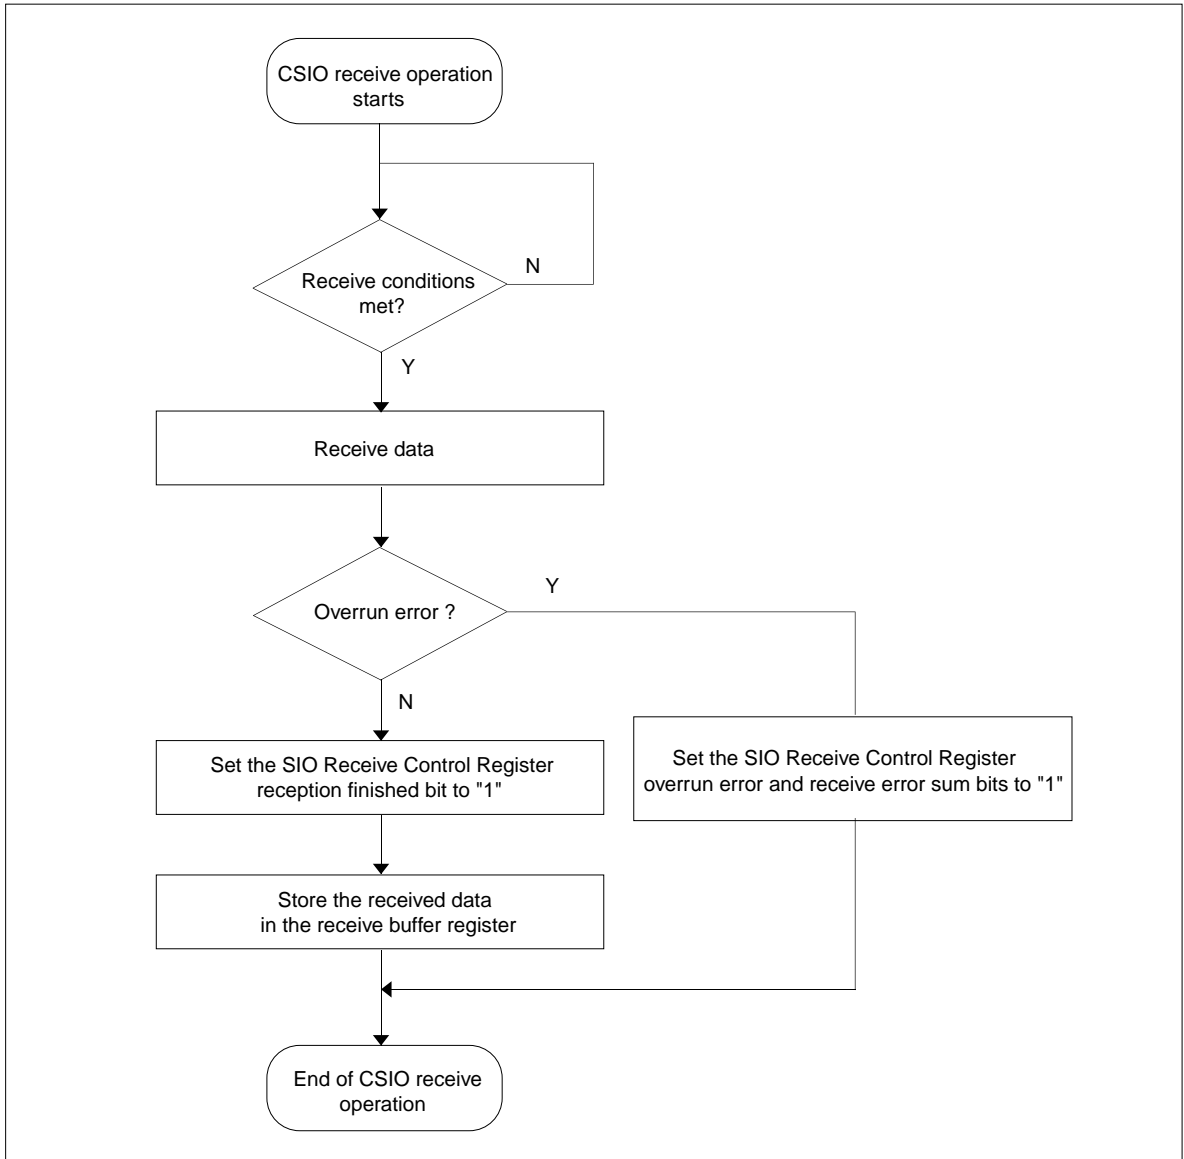 CSIO receive operation
starts
Receive conditions
met?
N
Y
Receive data
Overrun error ?
Y
N
Set the SIO Receive Control Register
reception finished bit to "1"
Set the SIO Receive Control Register
overrun error and receive error sum bits to "1"
Store the received data
in the receive buffer register
End of CSIO receive
operation